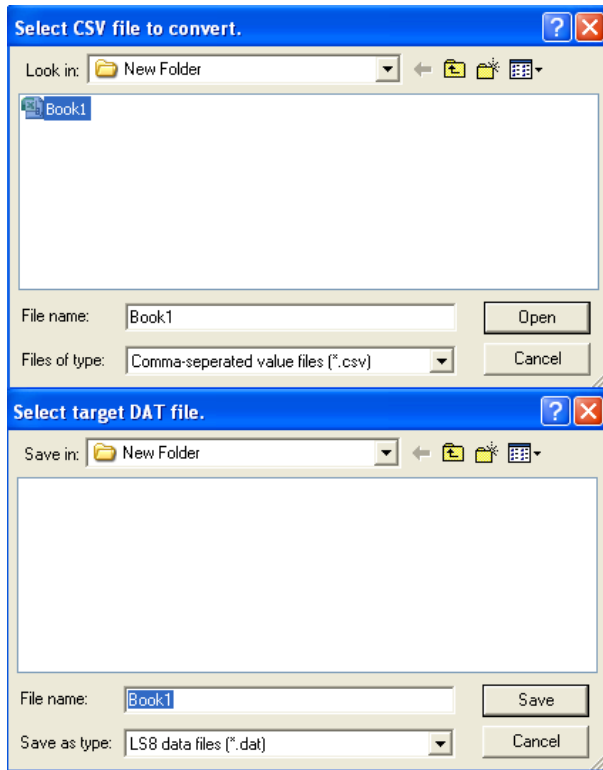 Select CSV file to convert.
Look in: New Folder
Book1
File name: Book1 Open
Files of type: Comma-seperated value files (*.csv) Cancel
Select target DAT file.
Save in: New Folder
File name: Book1 Save
Save as type: LS8 data files (*.dat) Cancel